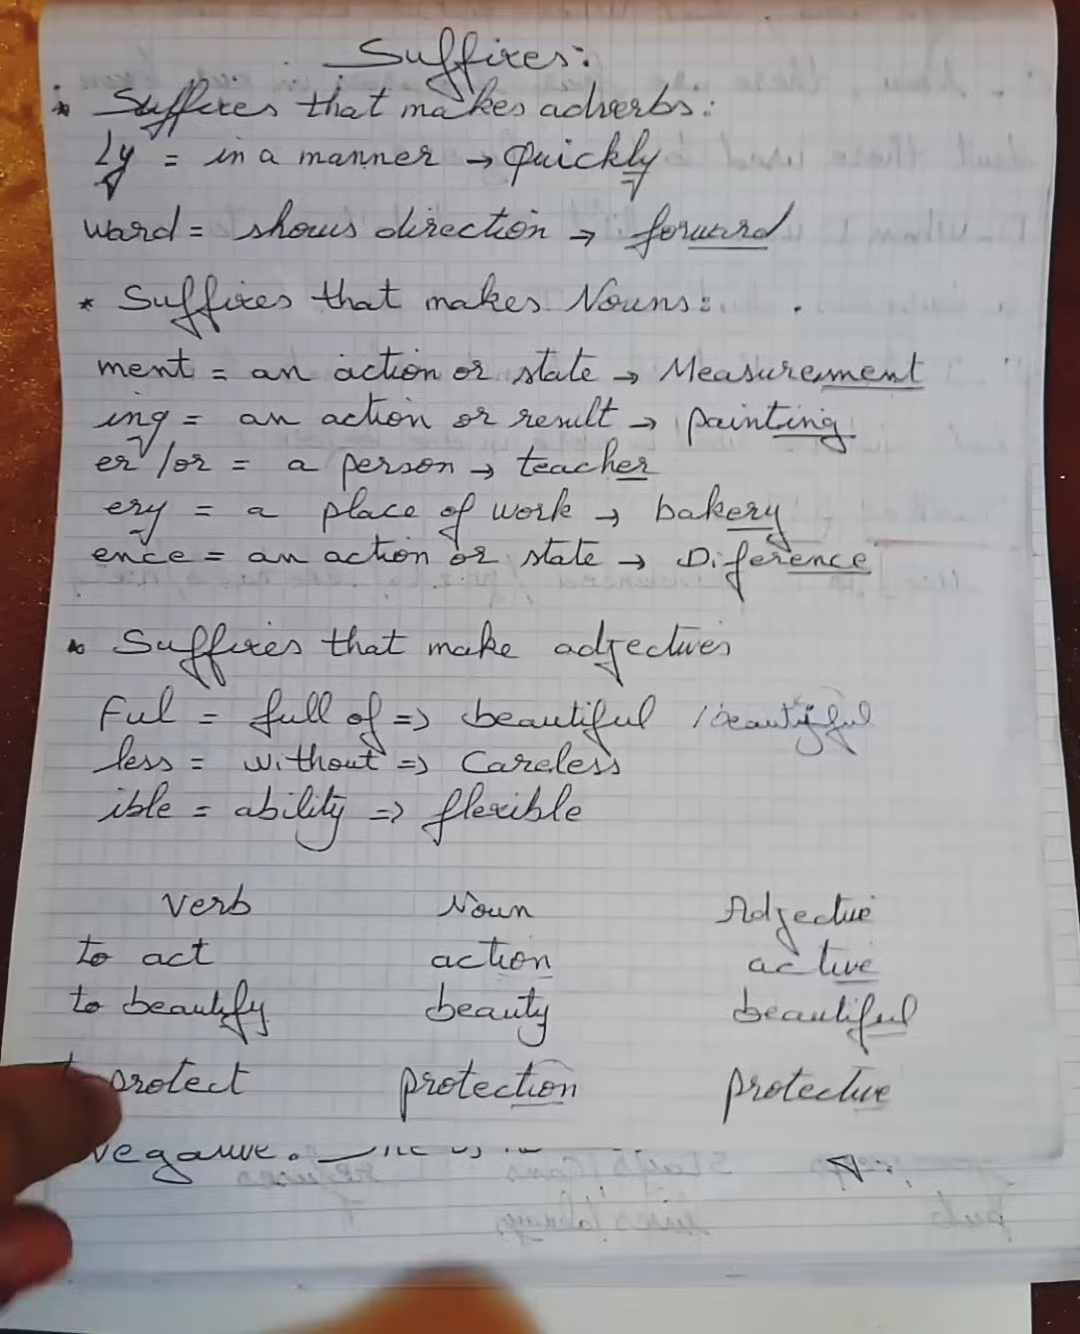 Suffixes:
* Suffixes that makes adverbs:
Ly = in a manner → Quickly
ward = shows direction → forward
* Suffixes that makes Nouns:
ment = an action or state → Measurement
ing = an action or result → painting
er / or = a person → teacher
ery = a place of work → bakery
ence = an action or state → Diference
* Suffixes that make adjectives
Ful = full of => beautiful / beautiful
less = without => Careless
ible = ability => flexible
Verb Noun Adjective
to act action active
to beautify beauty beautiful
protect protection protective